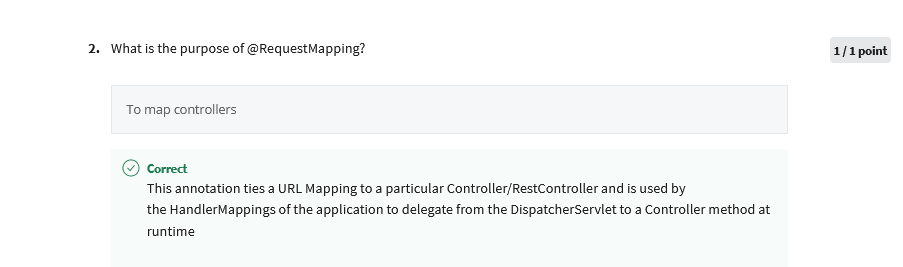 2. What is the purpose of @RequestMapping?
1 / 1 point
To map controllers
Correct
This annotation ties a URL Mapping to a particular Controller/RestController and is used by
the HandlerMappings of the application to delegate from the DispatcherServlet to a Controller method at
runtime